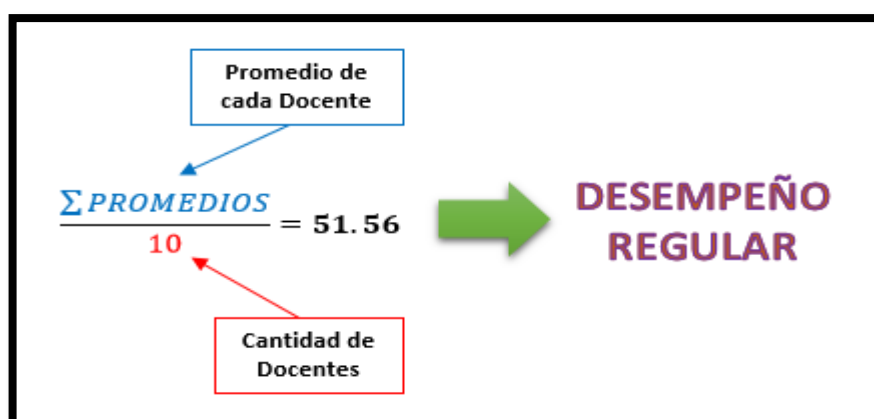 Promedio de
cada Docente
∑ PROMEDIOS
10
= 51.56
DESEMPEÑO
REGULAR
Cantidad de
Docentes